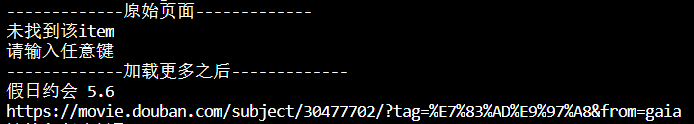 -------------原始页面-------------
未找到该item
请输入任意键
-------------加载更多之后-------------
假日约会 5.6
https://movie.douban.com/subject/30477702/?tag=%E7%83%AD%E9%97%A8&from=gaia